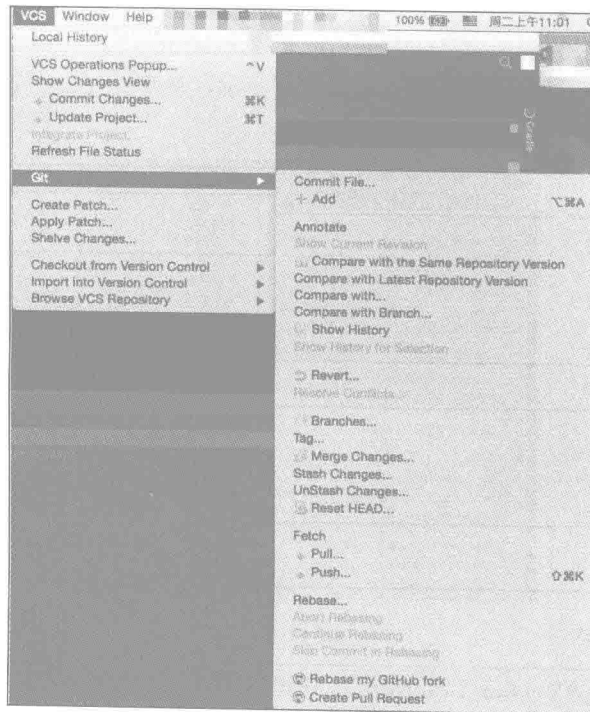 VCS Window Help 100% 周二上午11:01
Local History
VCS Operations Popup... ^V
Show Changes View
Commit Changes... ⌘K
Update Project... ⌘T
Integrate Project...
Refresh File Status
Git
Create Patch...
Apply Patch...
Shelve Changes...
Checkout from Version Control
Import into Version Control
Browse VCS Repository
Gradle
Commit File...
+ Add ⌥⌘A
Annotate
Show Current Revision
Compare with the Same Repository Version
Compare with Latest Repository Version
Compare with...
Compare with Branch...
Show History
Show History for Selection
Revert...
Resolve Conflicts...
Branches...
Tag...
Merge Changes...
Stash Changes...
UnStash Changes...
Reset HEAD...
Fetch
Pull...
Push... ⇧⌘K
Rebase...
Abort Rebasing
Continue Rebasing
Skip Commit in Rebasing
Rebase my GitHub fork
Create Pull Request